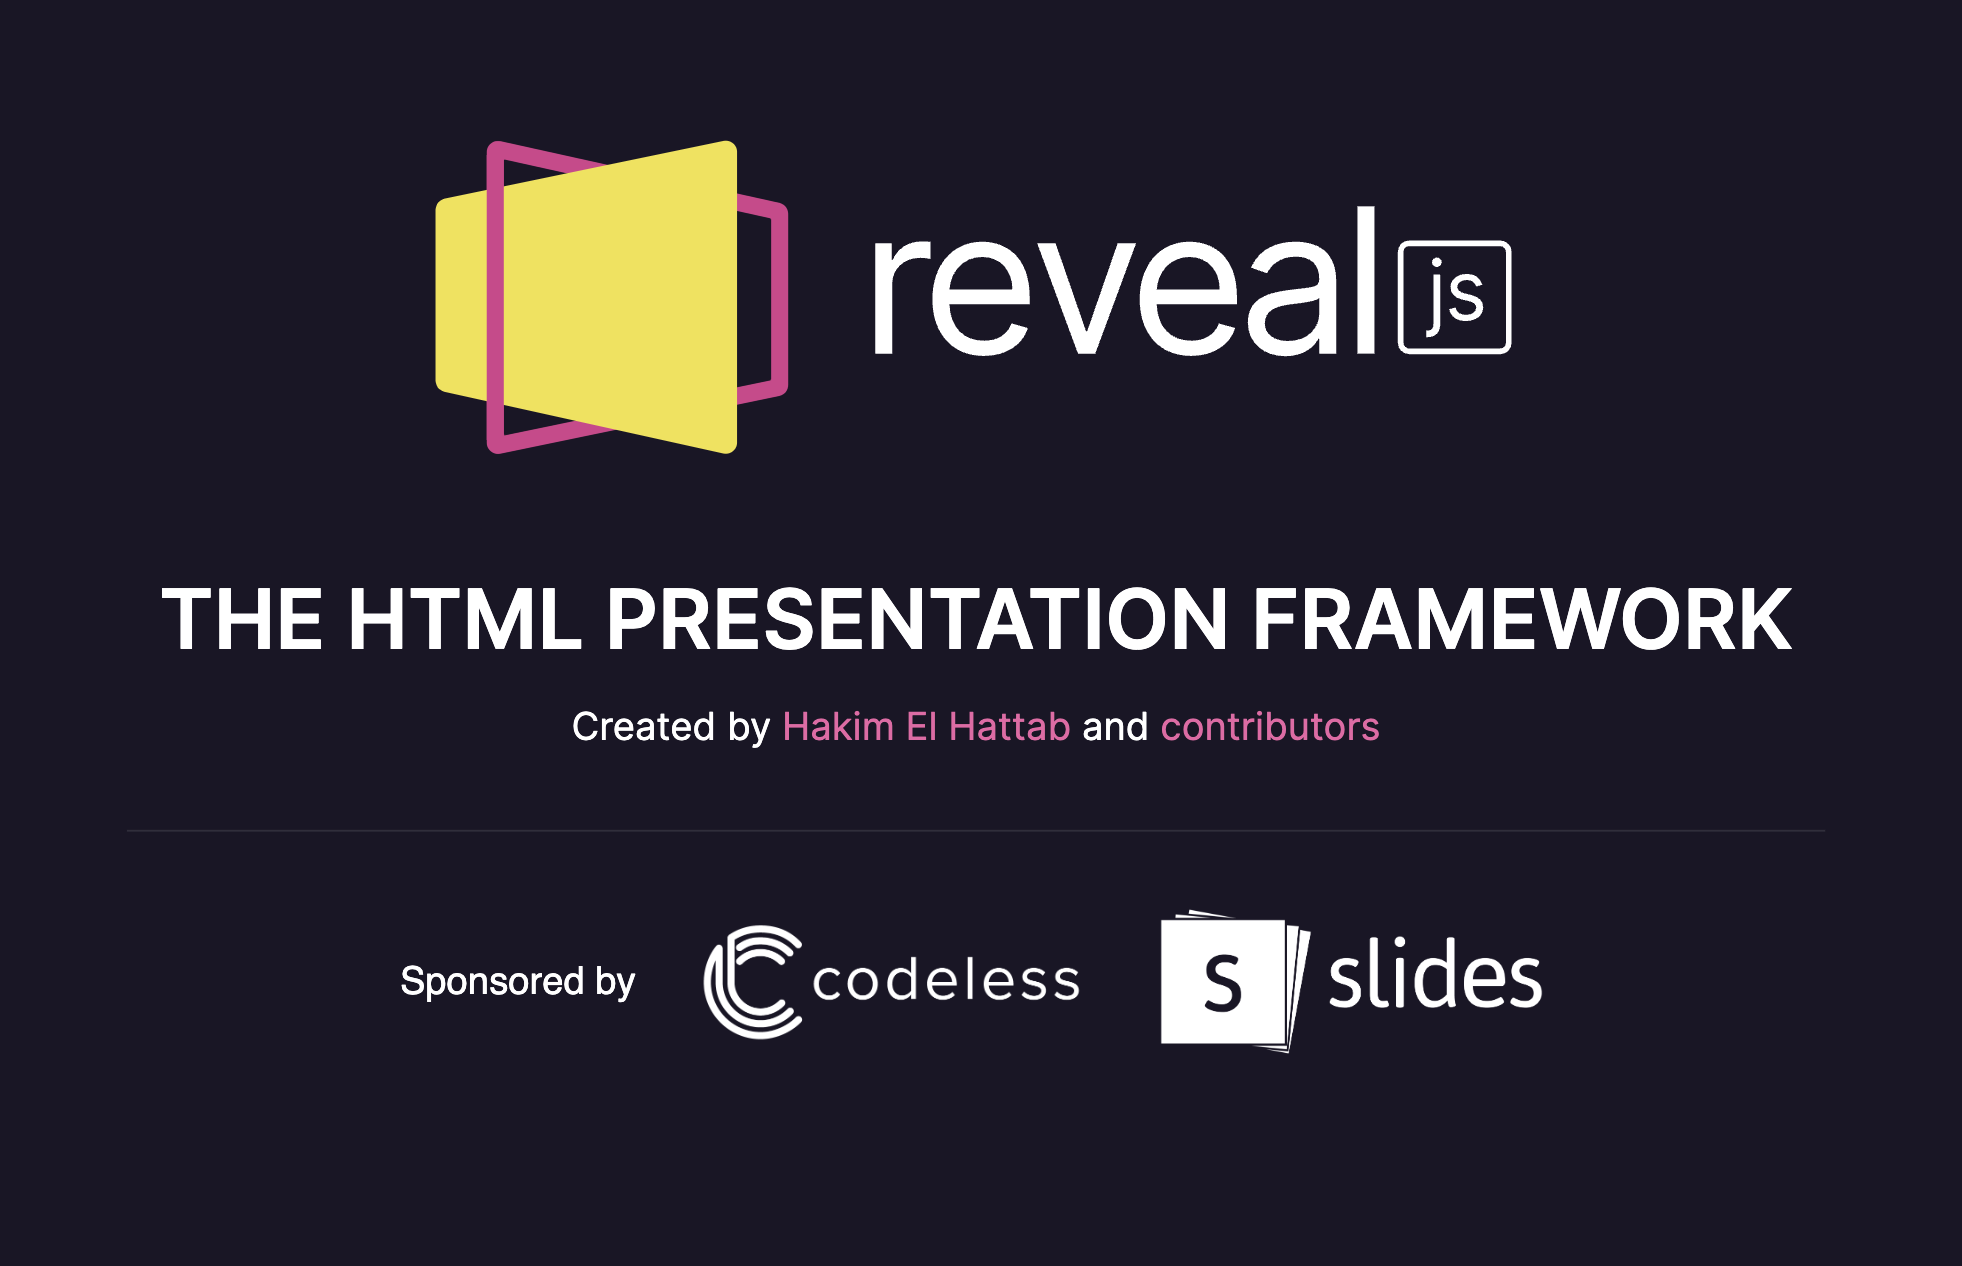 reveal js
THE HTML PRESENTATION FRAMEWORK
Created by Hakim El Hattab and contributors
Sponsored by codeless S slides